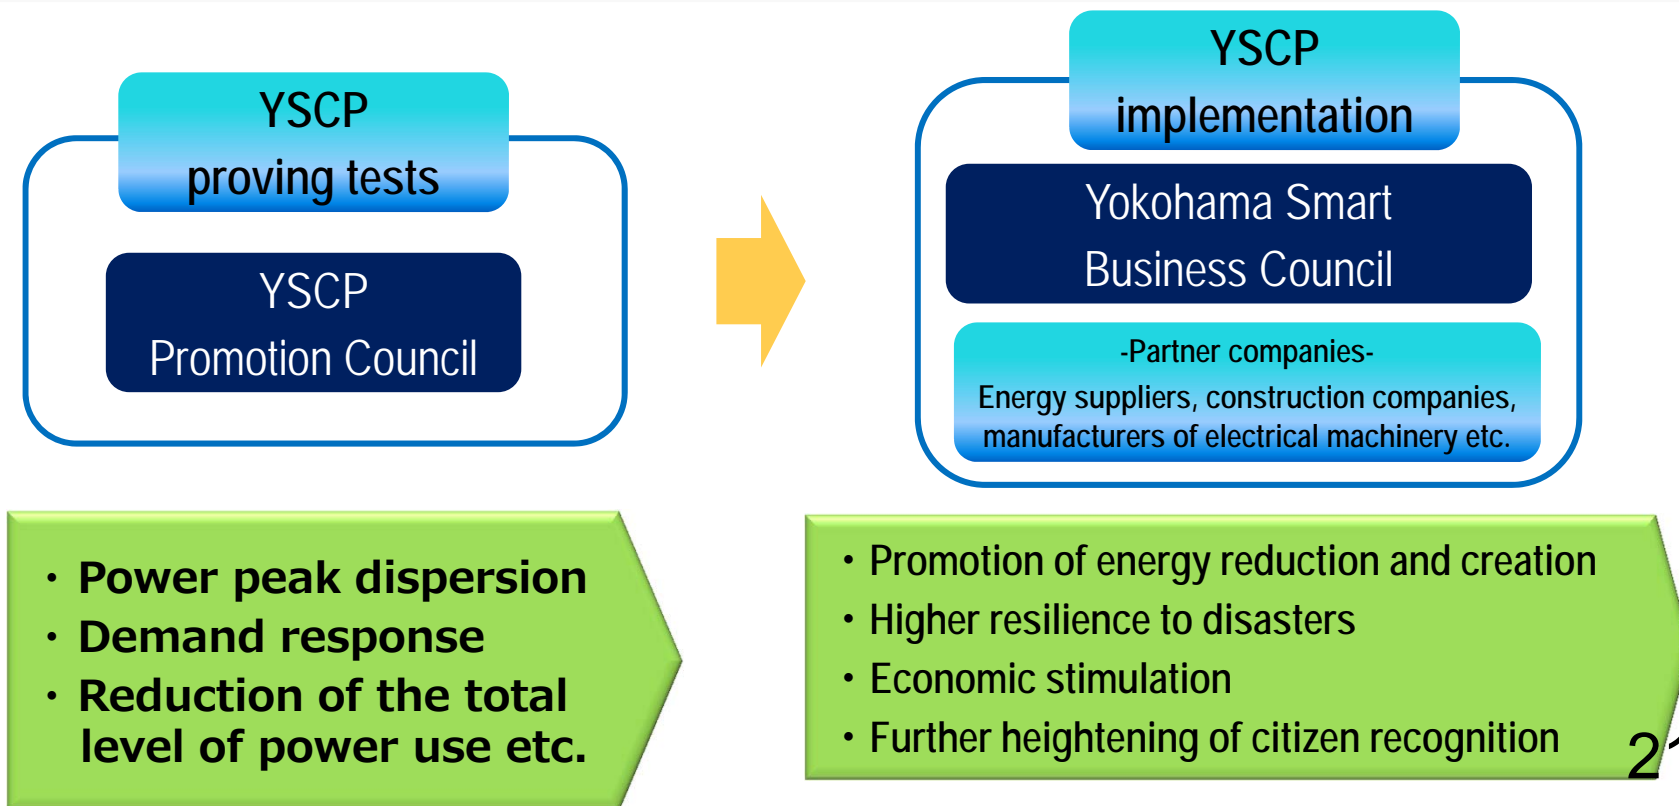 YSCP
proving tests
YSCP
Promotion Council
YSCP
implementation
Yokohama Smart
Business Council
-Partner companies-
Energy suppliers, construction companies,
manufacturers of electrical machinery etc.
・Power peak dispersion
・Demand response
・Reduction of the total
level of power use etc.
・Promotion of energy reduction and creation
・Higher resilience to disasters
・Economic stimulation
・Further heightening of citizen recognition
21